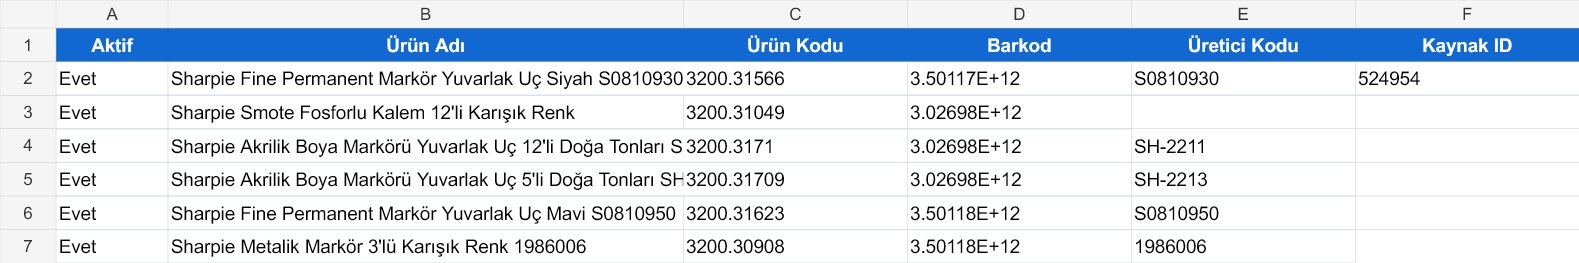 A B C D E F
1 Aktif Ürün Adı Ürün Kodu Barkod Üretici Kodu Kaynak ID
2 Evet Sharpie Fine Permanent Markör Yuvarlak Uç Siyah S0810930 3200.31566 3.50117E+12 S0810930 524954
3 Evet Sharpie Smote Fosforlu Kalem 12'li Karışık Renk 3200.31049 3.02698E+12
4 Evet Sharpie Akrilik Boya Markörü Yuvarlak Uç 12'li Doğa Tonları S 3200.3171 3.02698E+12 SH-2211
5 Evet Sharpie Akrilik Boya Markörü Yuvarlak Uç 5'li Doğa Tonları SH 3200.31709 3.02698E+12 SH-2213
6 Evet Sharpie Fine Permanent Markör Yuvarlak Uç Mavi S0810950 3200.31623 3.50118E+12 S0810950
7 Evet Sharpie Metalik Markör 3'lü Karışık Renk 1986006 3200.30908 3.50118E+12 1986006